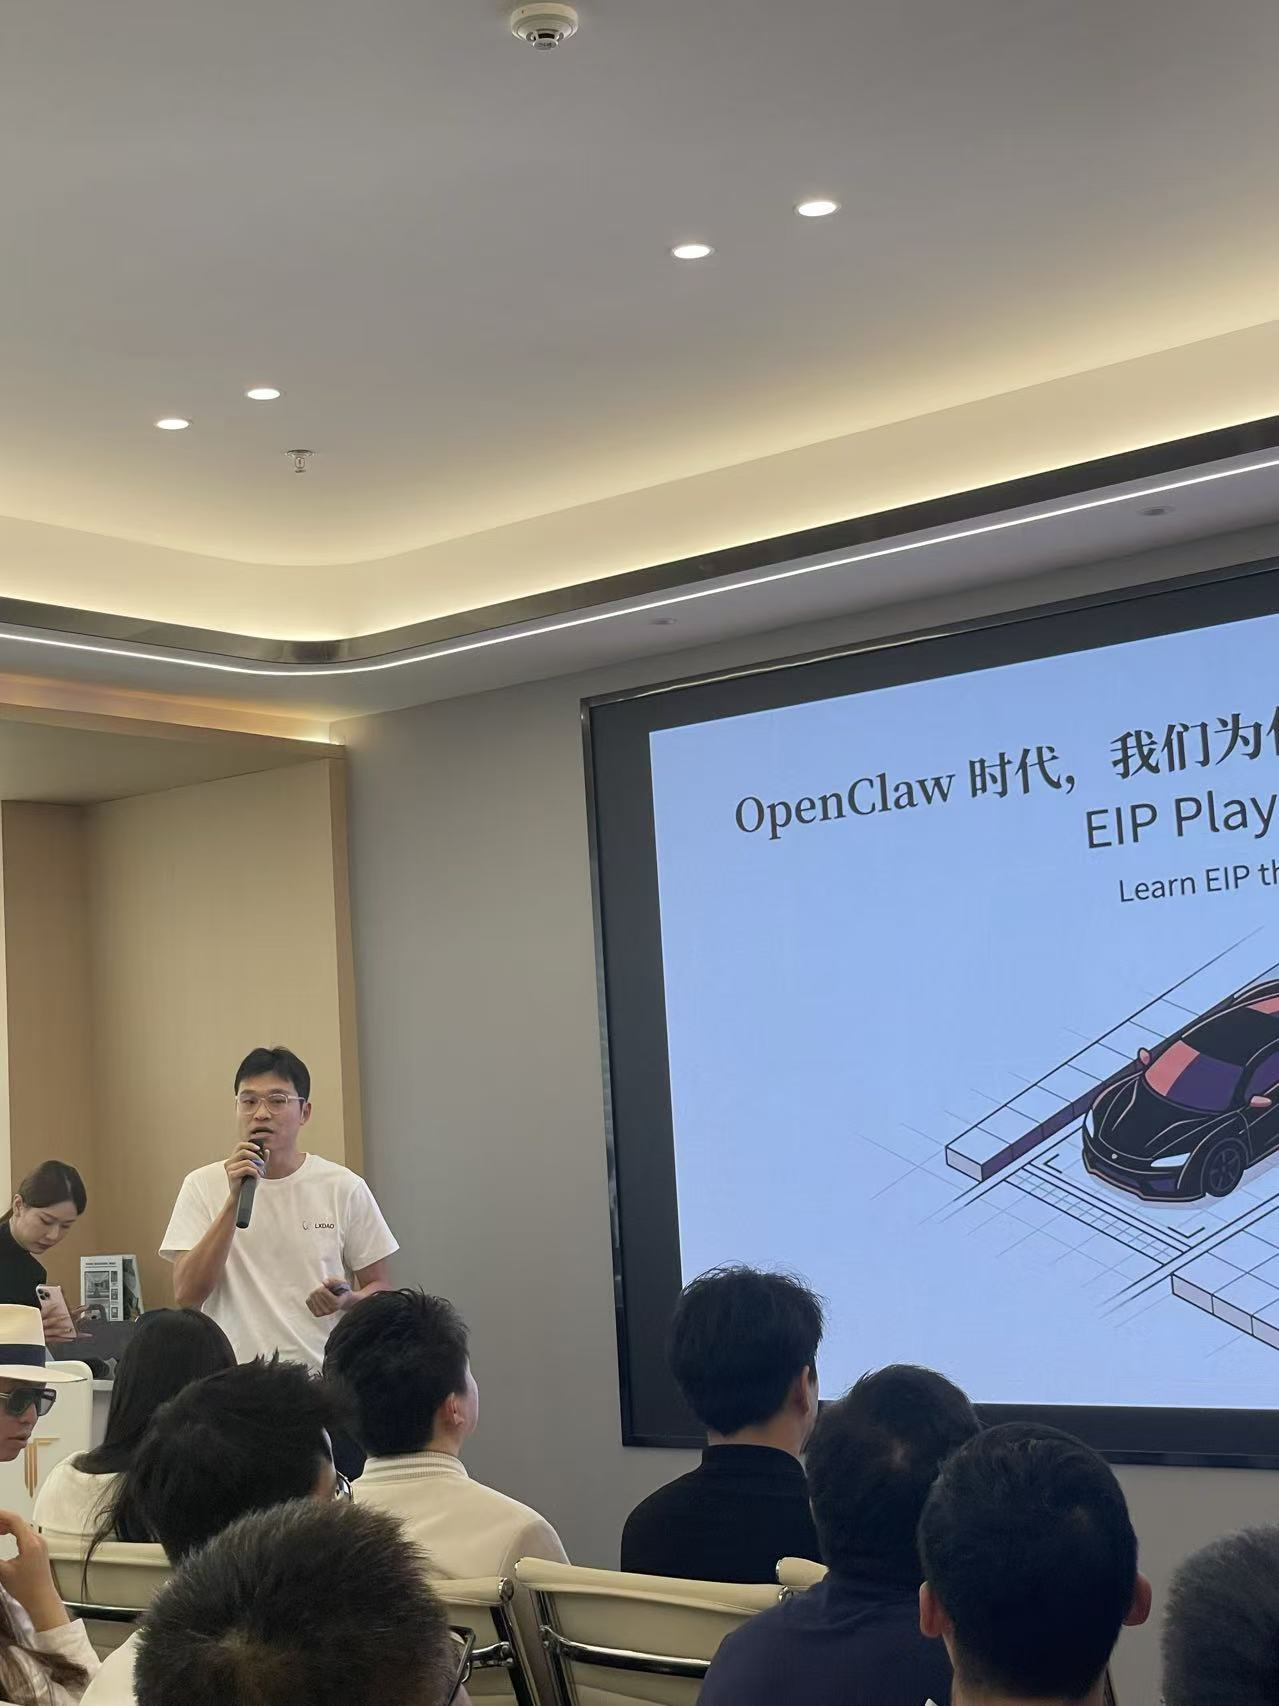 OpenClaw 时代，我们为
EIP Play
Learn EIP th
LXDAO